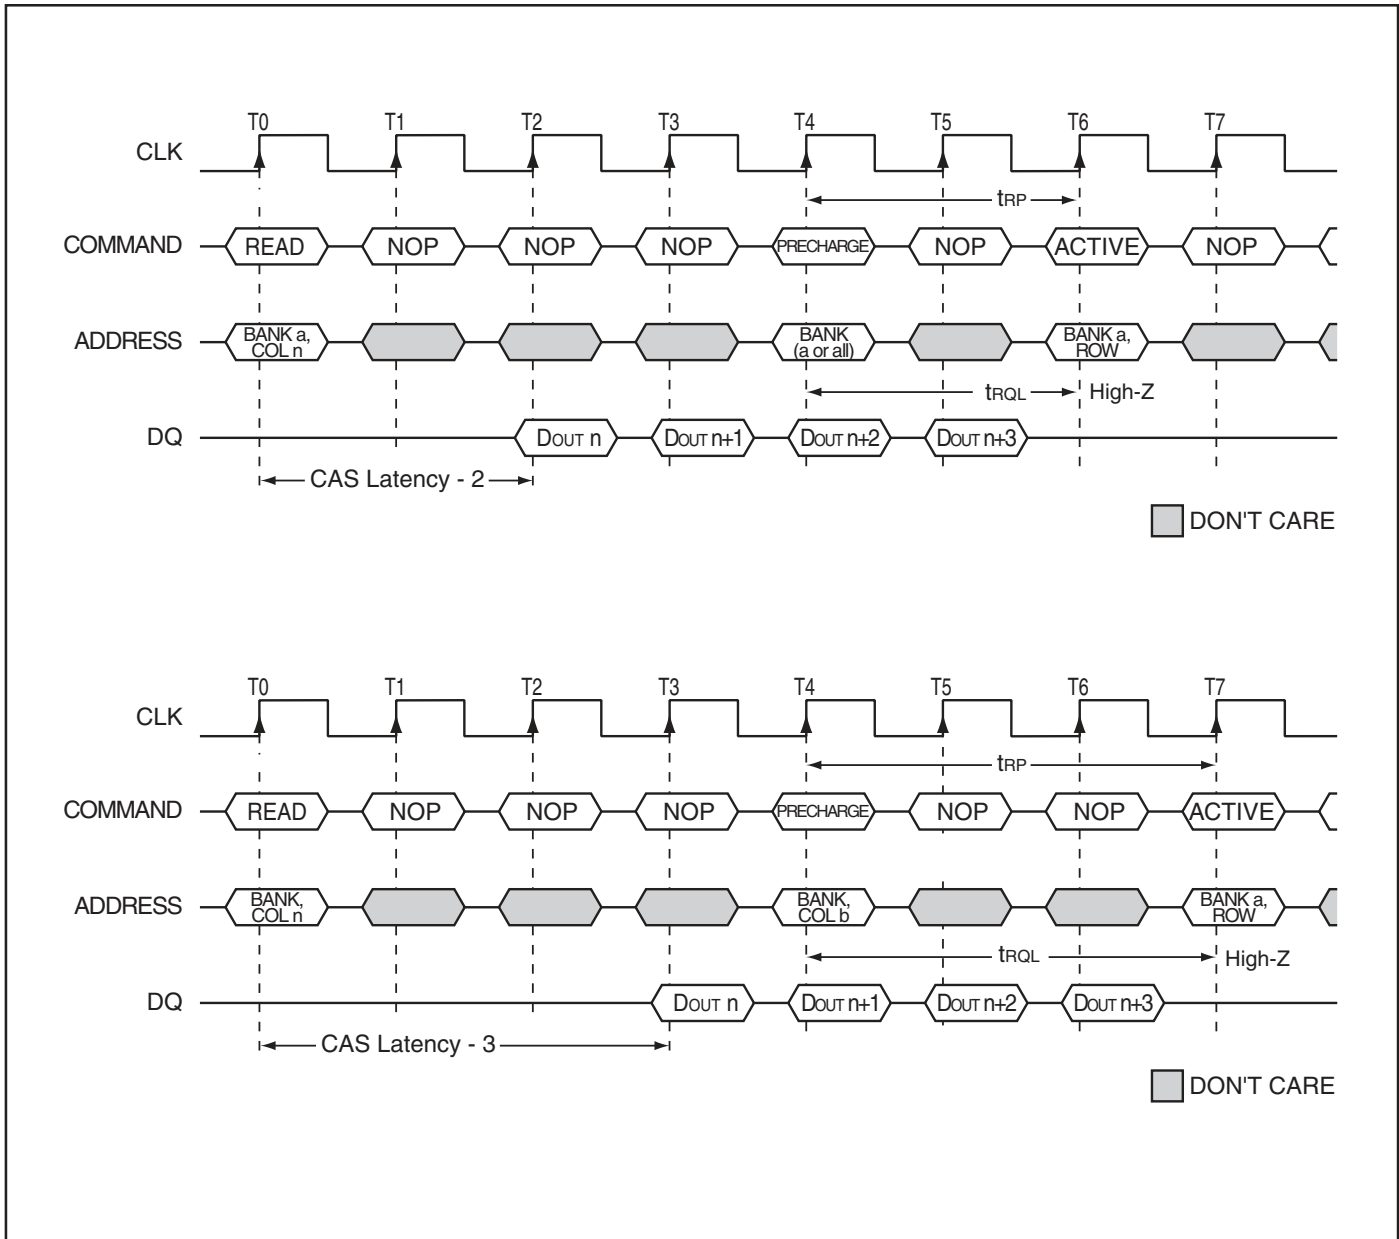 T0 T1 T2 T3 T4 T5 T6 T7
CLK
tRP
COMMAND READ NOP NOP NOP PRECHARGE NOP ACTIVE NOP
ADDRESS BANK a, COL n BANK (a or all) BANK a, ROW
tRQL High-Z
DQ DOUT n DOUT n+1 DOUT n+2 DOUT n+3
CAS Latency - 2
DON'T CARE
T0 T1 T2 T3 T4 T5 T6 T7
CLK
tRP
COMMAND READ NOP NOP NOP PRECHARGE NOP NOP ACTIVE
ADDRESS BANK, COL n BANK, COL b BANK a, ROW
tRQL High-Z
DQ DOUT n DOUT n+1 DOUT n+2 DOUT n+3
CAS Latency - 3
DON'T CARE